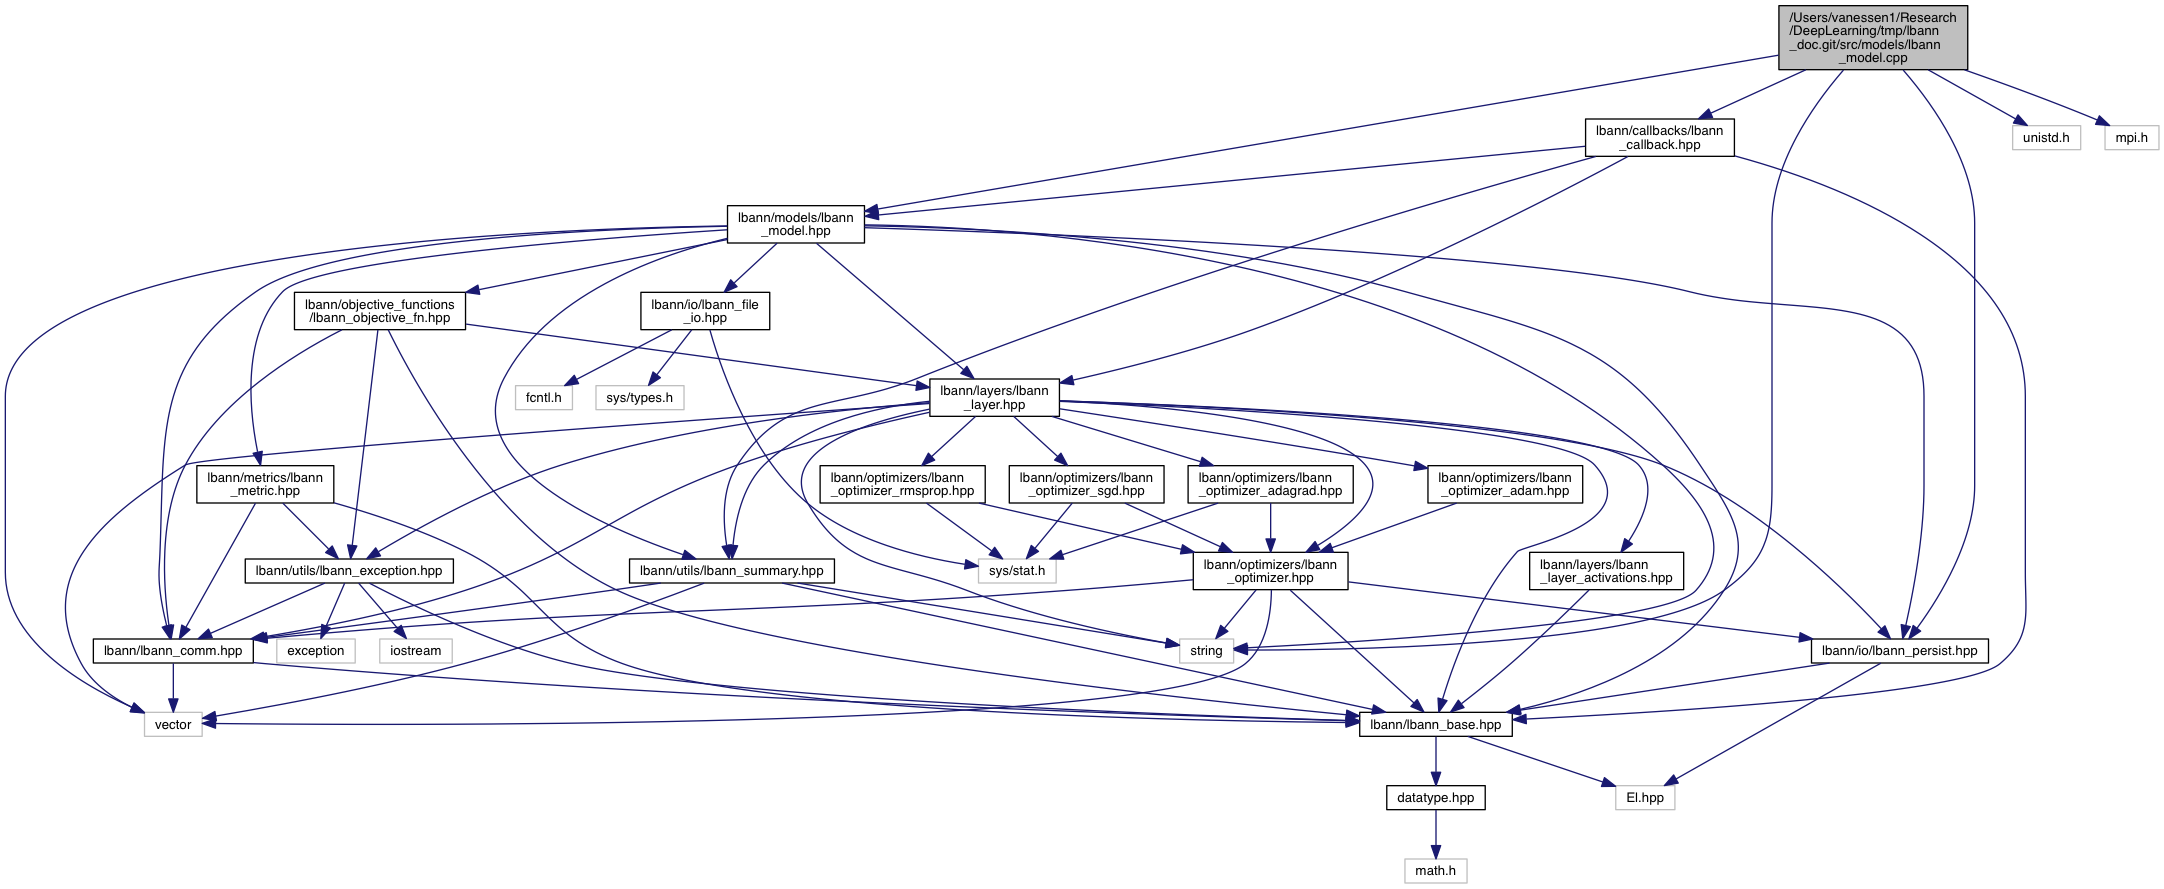 /Users/vanessen1/Research
/DeepLearning/tmp/lbann
_doc.git/src/models/lbann
_model.cpp
lbann/callbacks/lbann
_callback.hpp
unistd.h
mpi.h
lbann/models/lbann
_model.hpp
lbann/objective_functions
/lbann_objective_fn.hpp
lbann/io/lbann_file
_io.hpp
fcntl.h
sys/types.h
lbann/layers/lbann
_layer.hpp
lbann/metrics/lbann
_metric.hpp
lbann/optimizers/lbann
_optimizer_rmsprop.hpp
lbann/optimizers/lbann
_optimizer_sgd.hpp
lbann/optimizers/lbann
_optimizer_adagrad.hpp
lbann/optimizers/lbann
_optimizer_adam.hpp
lbann/utils/lbann_exception.hpp
lbann/utils/lbann_summary.hpp
sys/stat.h
lbann/optimizers/lbann
_optimizer.hpp
lbann/layers/lbann
_layer_activations.hpp
lbann/lbann_comm.hpp
exception
iostream
string
lbann/io/lbann_persist.hpp
vector
lbann/lbann_base.hpp
datatype.hpp
El.hpp
math.h